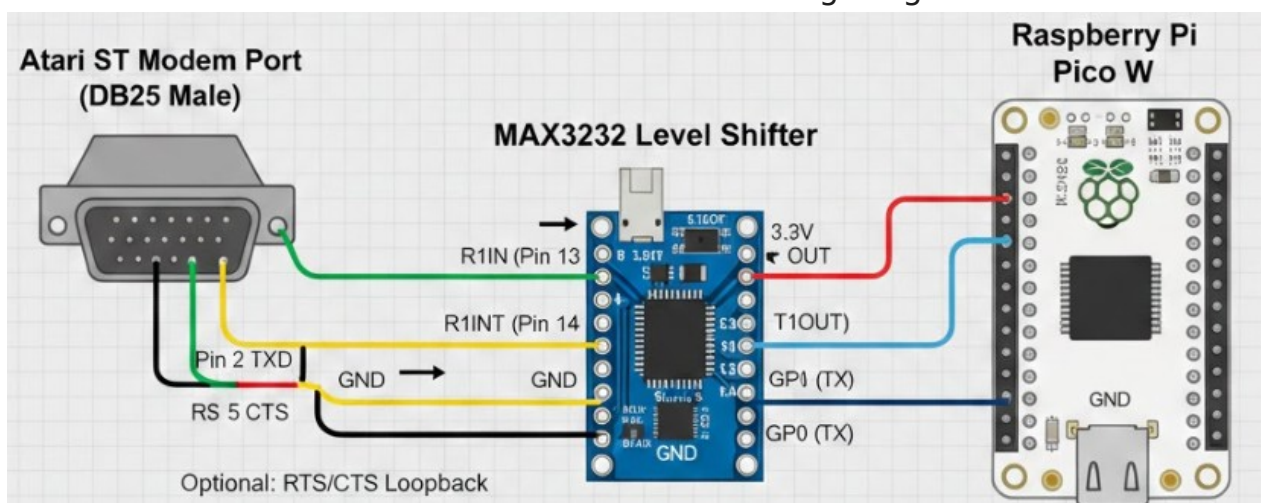 Atari ST Modem Port
(DB25 Male)
MAX3232 Level Shifter
Raspberry Pi
Pico W
R1IN (Pin 13
3.3V
OUT
R1INT (Pin 14
T1OUT)
Pin 2 TXD
GND
GND
(TX)
GND
RS 5 CTS
GP0 (TX)
GND
Optional: RTS/CTS Loopback